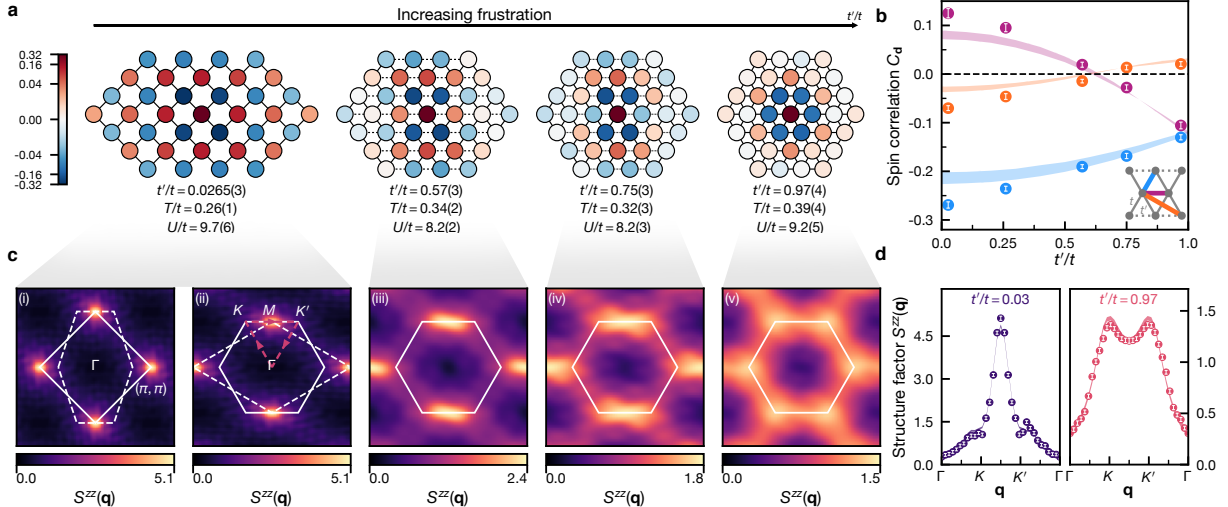 a
Increasing frustration
t′/t
0.32
0.16
0.04
0.00
-0.04
-0.16
-0.32
t′/t = 0.0265(3)
T/t = 0.26(1)
U/t = 9.7(6)
t′/t = 0.57(3)
T/t = 0.34(2)
U/t = 8.2(2)
t′/t = 0.75(3)
T/t = 0.32(3)
U/t = 8.2(3)
t′/t = 0.97(4)
T/t = 0.39(4)
U/t = 9.2(5)
b
Spin correlation C_d
0.1
0.0
-0.1
-0.2
-0.3
0.0
0.25
0.5
0.75
1.0
t′/t
t
t′
c
(i)
Γ
(π, π)
0.0
5.1
S^zz(q)
(ii)
K
M
K′
Γ
0.0
5.1
S^zz(q)
(iii)
0.0
2.4
S^zz(q)
(iv)
0.0
1.8
S^zz(q)
(v)
0.0
1.5
S^zz(q)
d
Structure factor S^zz(q)
t′/t = 0.03
4.5
3.0
1.5
0.0
Γ
K
K′
Γ
q
t′/t = 0.97
1.5
1.0
0.5
0.0
Γ
K
K′
Γ
q